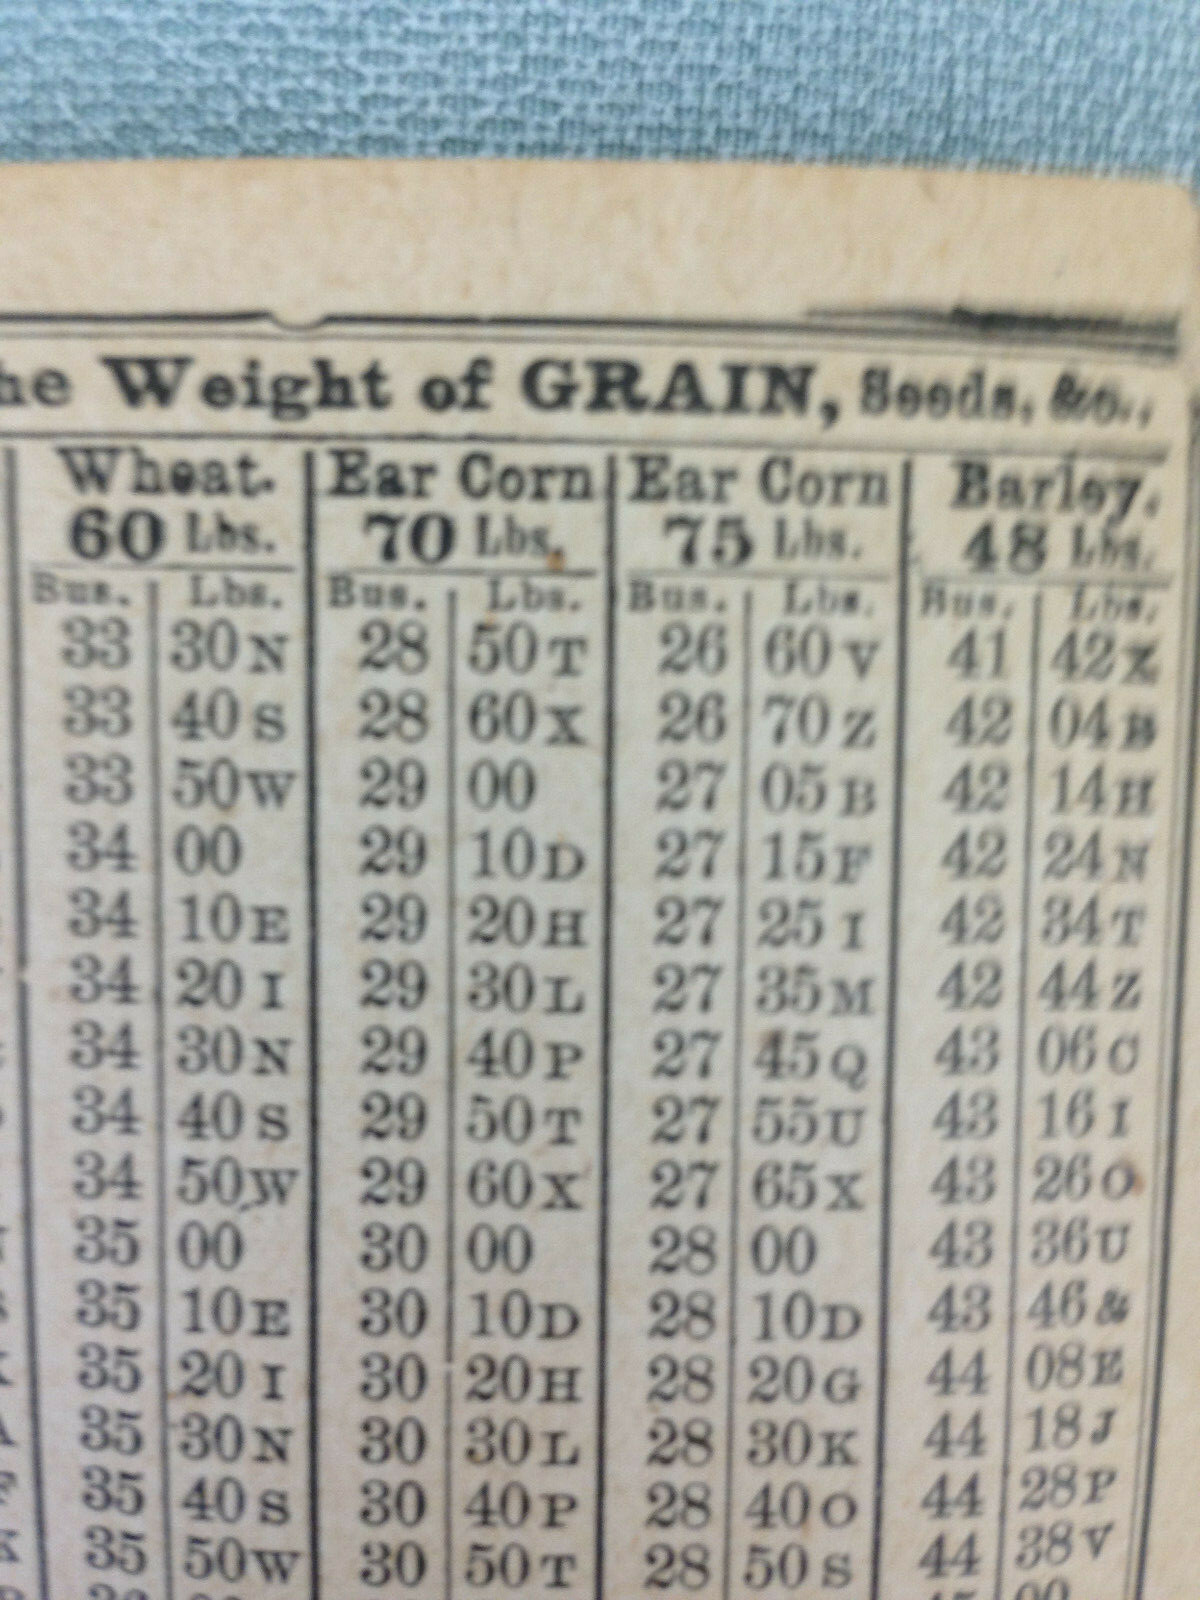 he Weight of GRAIN, Seeds, &c.,
Wheat. Ear Corn Ear Corn Barley.
60 Lbs. 70 Lbs. 75 Lbs. 48 Lbs.
Bus. Lbs. Bus. Lbs. Bus. Lbs. Bus. Lbs.
33 30 N 28 50 T 26 60 V 41 42 X
33 40 S 28 60 X 26 70 Z 42 04 B
33 50 W 29 00 27 05 B 42 14 H
34 00 29 10 D 27 15 F 42 24 N
34 10 E 29 20 H 27 25 I 42 34 T
34 20 I 29 30 L 27 35 M 42 44 Z
34 30 N 29 40 P 27 45 Q 43 06 C
34 40 S 29 50 T 27 55 U 43 16 I
34 50 W 29 60 X 27 65 X 43 26 O
35 00 30 00 28 00 43 36 U
35 10 E 30 10 D 28 10 D 43 46 &
35 20 I 30 20 H 28 20 G 44 08 E
35 30 N 30 30 L 28 30 K 44 18 J
35 40 S 30 40 P 28 40 O 44 28 P
35 50 W 30 50 T 28 50 S 44 38 V